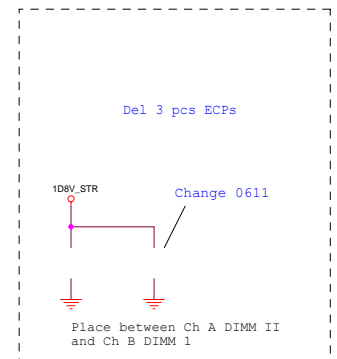 Del 3 pcs ECPs
1D8V_STR
Change 0611
Place between Ch A DIMM II
and Ch B DIMM 1